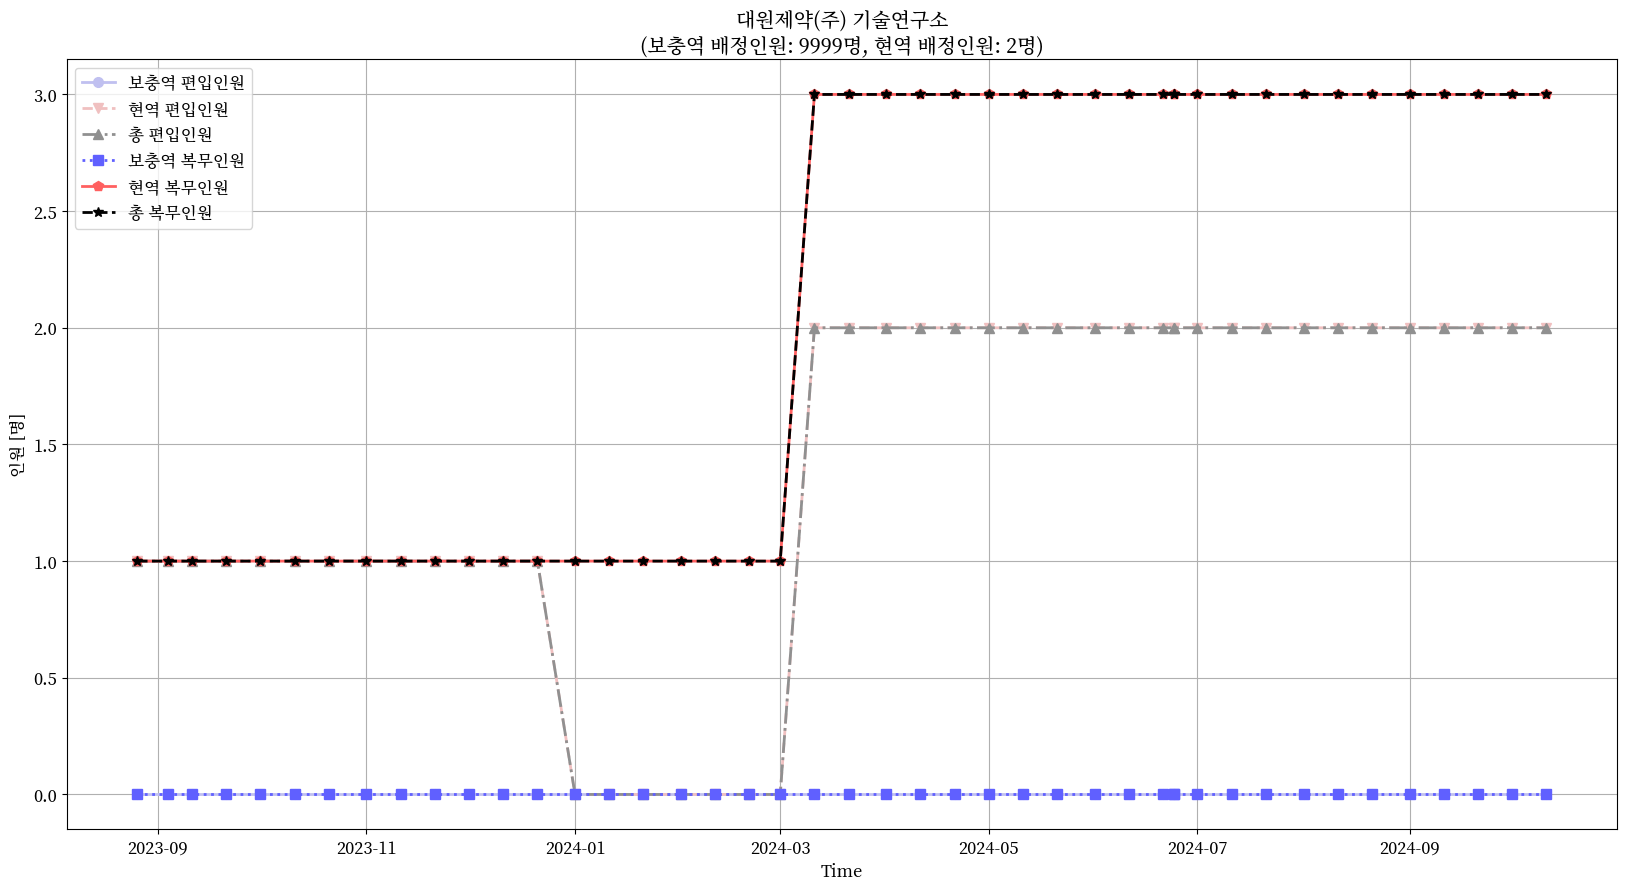 대원제약(주) 기술연구소
(보충역 배정인원: 9999명, 현역 배정인원: 2명)
보충역 편입인원
현역 편입인원
총 편입인원
보충역 복무인원
현역 복무인원
총 복무인원
3.0
2.5
2.0
1.5
1.0
0.5
0.0
인원 [명]
2023-09 2023-11 2024-01 2024-03 2024-05 2024-07 2024-09
Time